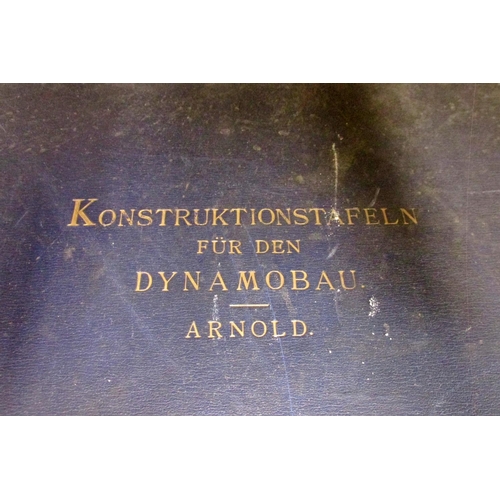 KONSTRUKTIONSTAFELN
FÜR DEN
DYNAMOBAU.
ARNOLD.